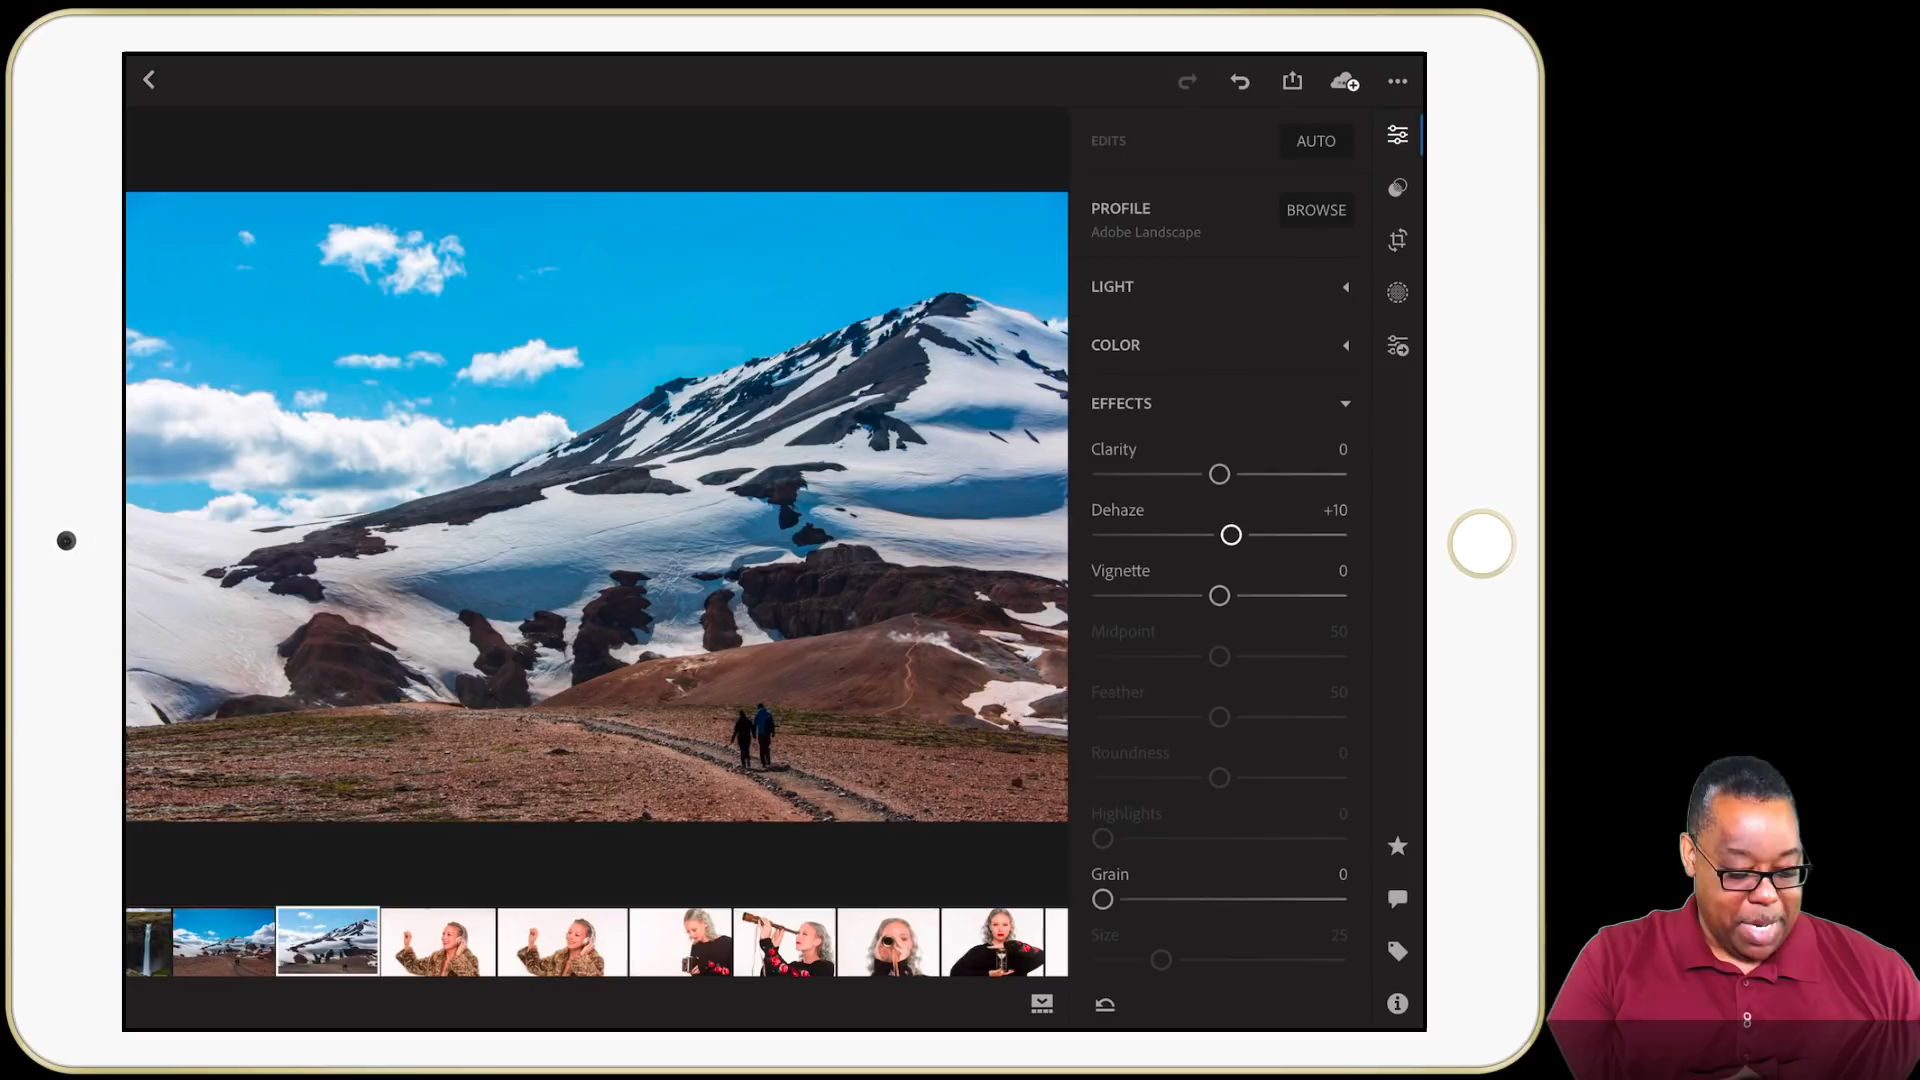 EDITS
AUTO
PROFILE
BROWSE
Adobe Landscape
LIGHT
COLOR
EFFECTS
Clarity 0
Dehaze +10
Vignette 0
Midpoint 50
Feather 50
Roundness 0
Highlights 0
Grain 0
Size 25